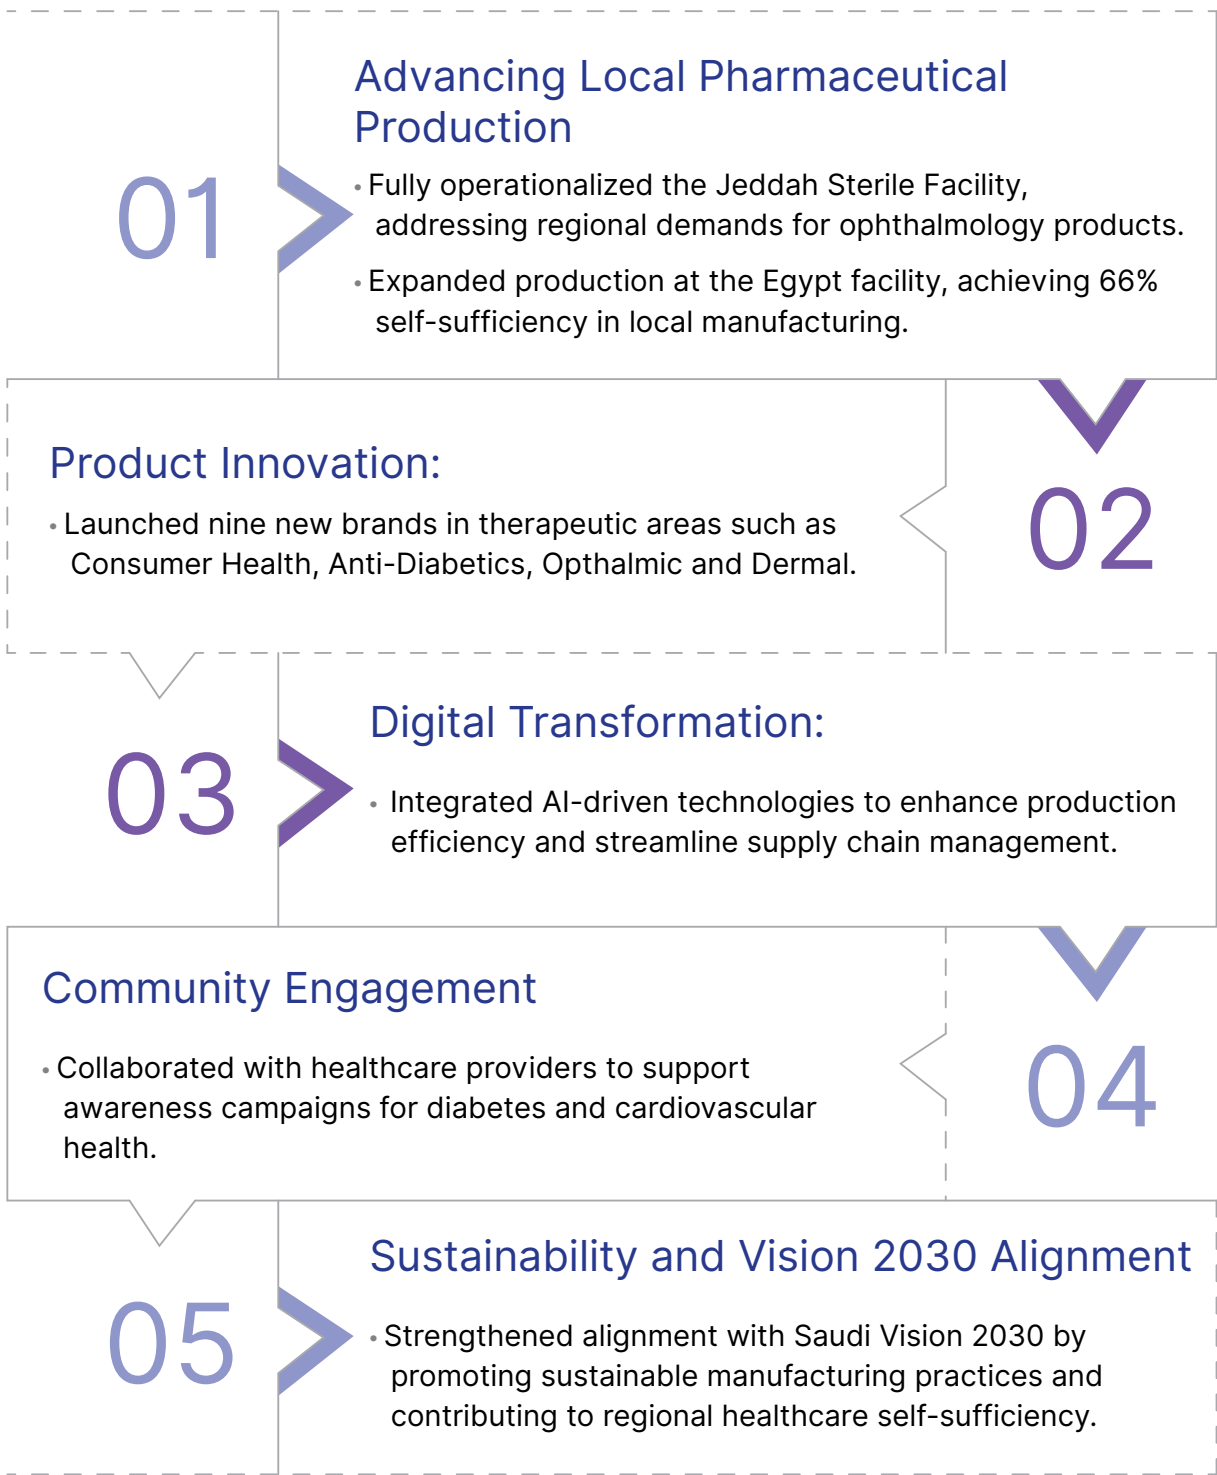 01
Advancing Local Pharmaceutical
Production
• Fully operationalized the Jeddah Sterile Facility,
addressing regional demands for ophthalmology products.
• Expanded production at the Egypt facility, achieving 66%
self-sufficiency in local manufacturing.
02
Product Innovation:
• Launched nine new brands in therapeutic areas such as
Consumer Health, Anti-Diabetics, Opthalmic and Dermal.
03
Digital Transformation:
• Integrated AI-driven technologies to enhance production
efficiency and streamline supply chain management.
04
Community Engagement
• Collaborated with healthcare providers to support
awareness campaigns for diabetes and cardiovascular
health.
05
Sustainability and Vision 2030 Alignment
• Strengthened alignment with Saudi Vision 2030 by
promoting sustainable manufacturing practices and
contributing to regional healthcare self-sufficiency.